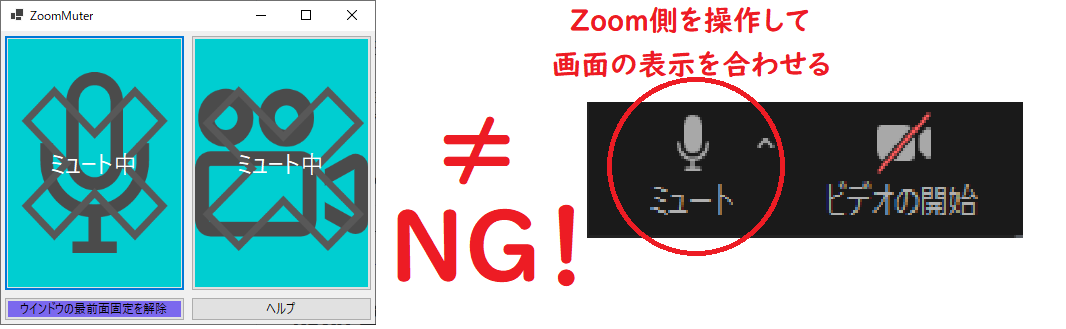 ZoomMuter
ミュート中
ミュート中
ウインドウの最前面固定を解除
ヘルプ
≠
NG!
Zoom側を操作して
画面の表示を合わせる
ミュート
ビデオの開始